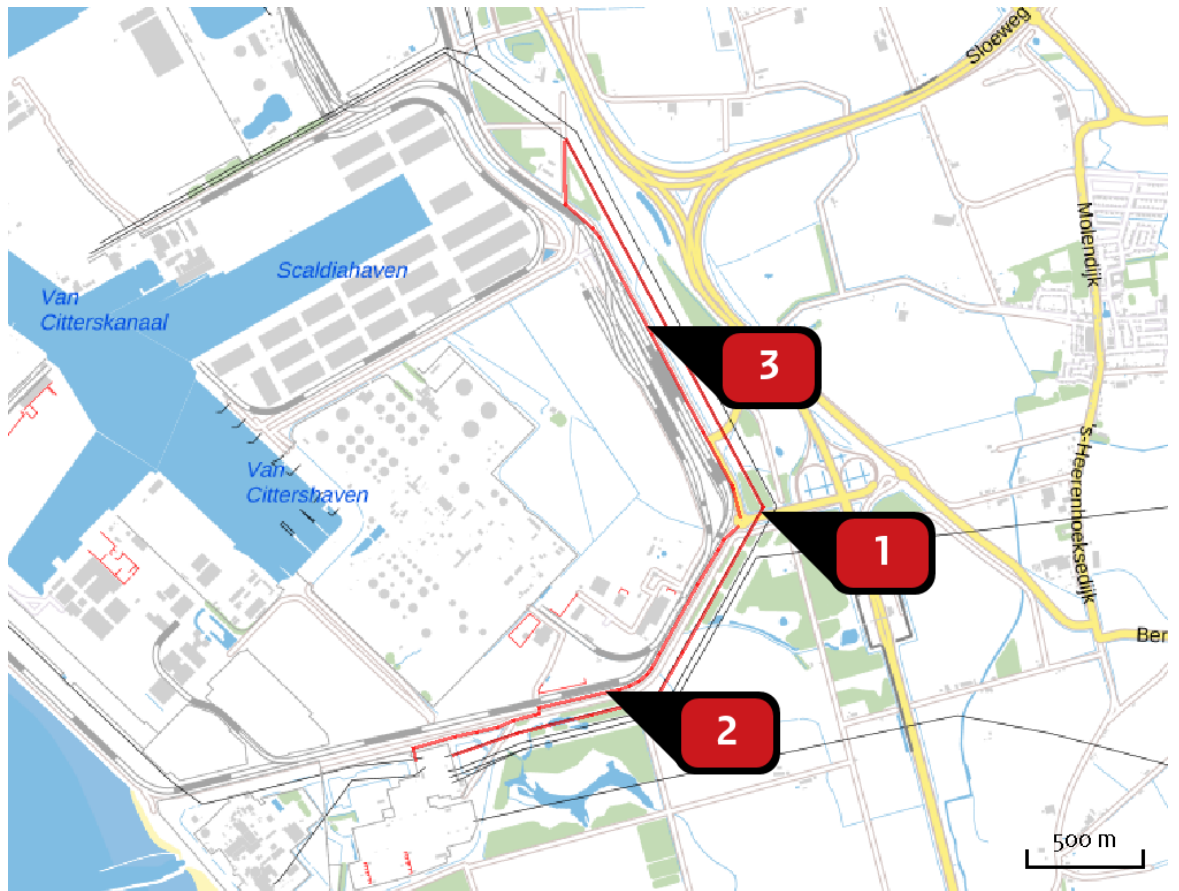 Sloeweg
Molendijk
Scaldiahaven
Van
Citterskanaal
3
's-Heerenhoeksedijk
Van
Cittershaven
1
Ber
2
500 m